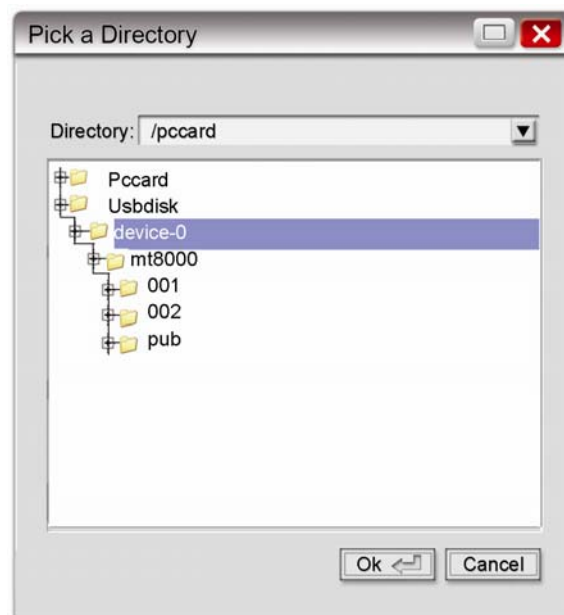 Pick a Directory
Directory: /pccard
Pccard
Usbdisk
device-0
mt8000
001
002
pub
Ok Cancel